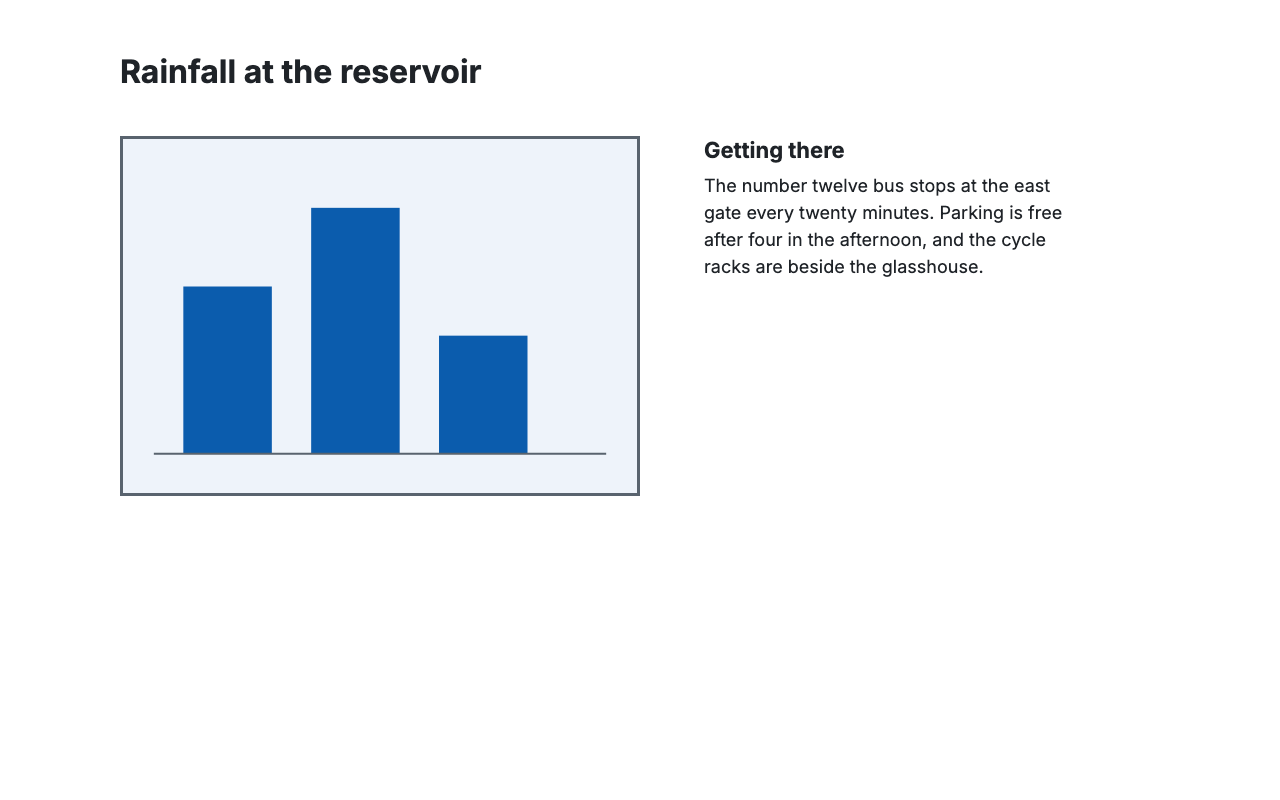 Rainfall at the reservoir
Getting there
The number twelve bus stops at the east
gate every twenty minutes. Parking is free
after four in the afternoon, and the cycle
racks are beside the glasshouse.